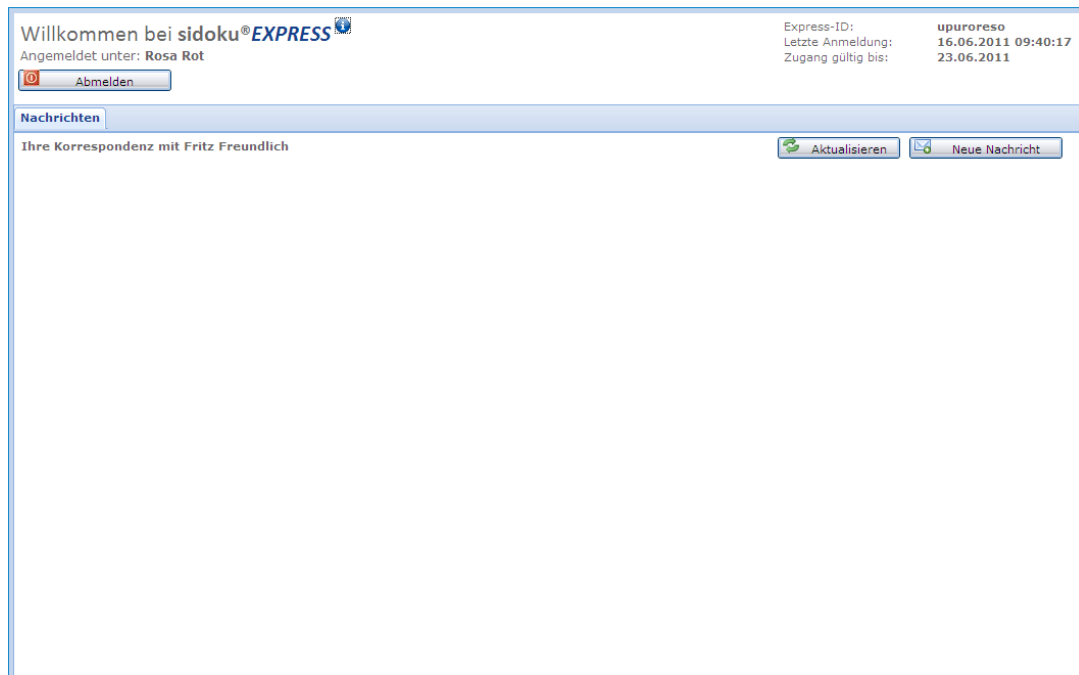 Willkommen bei sidoku®EXPRESS
Angemeldet unter: Rosa Rot
Abmelden
Express-ID: upuroreso
Letzte Anmeldung: 16.06.2011 09:40:17
Zugang gültig bis: 23.06.2011
Nachrichten
Ihre Korrespondenz mit Fritz Freundlich
Aktualisieren
Neue Nachricht